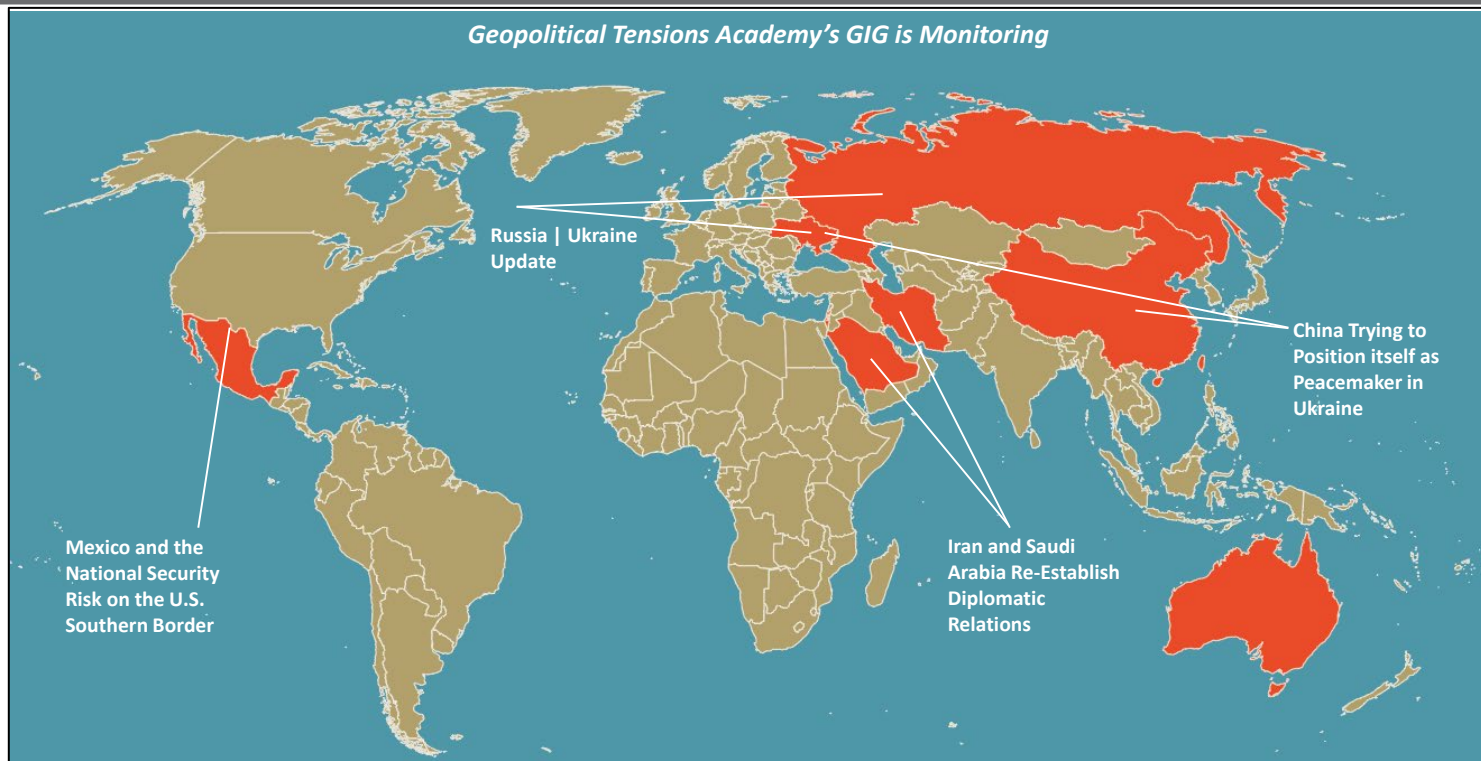 Geopolitical Tensions Academy’s GIG is Monitoring
Russia | Ukraine
Update
China Trying to
Position itself as
Peacemaker in
Ukraine
Mexico and the
National Security
Risk on the U.S.
Southern Border
Iran and Saudi
Arabia Re-Establish
Diplomatic
Relations